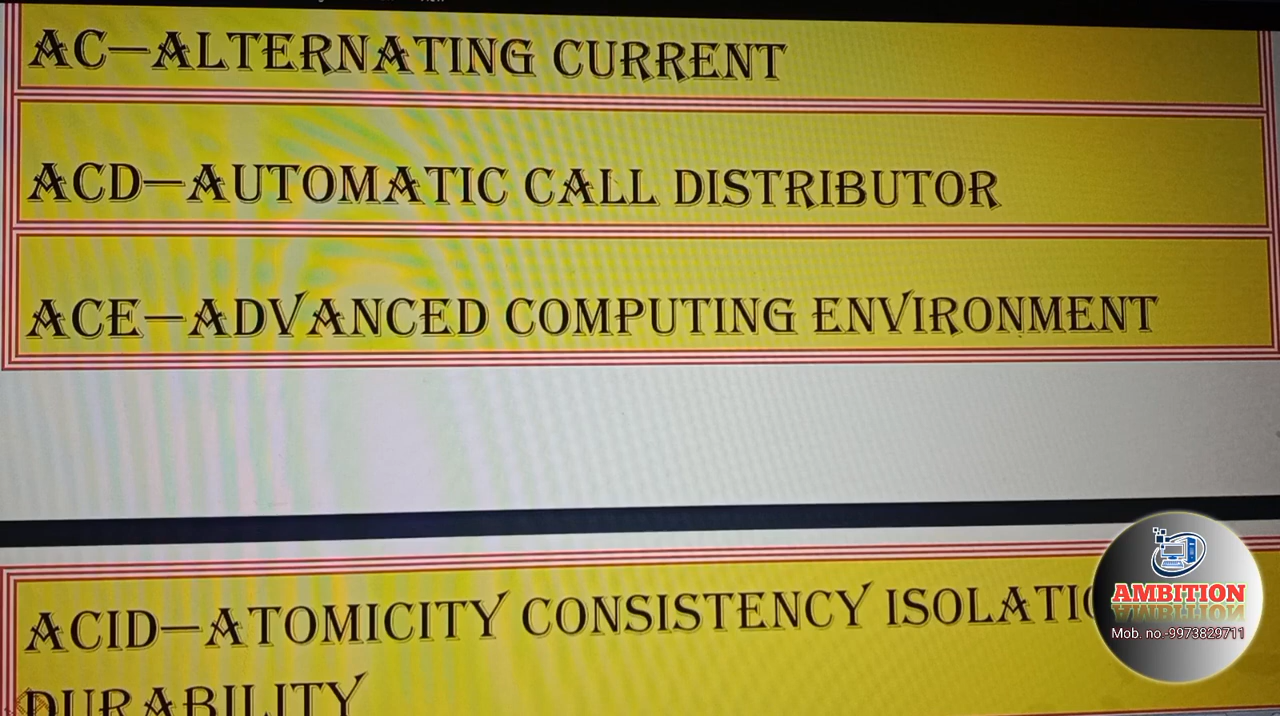 AC—ALTERNATING CURRENT
ACD—AUTOMATIC CALL DISTRIBUTOR
ACE—ADVANCED COMPUTING ENVIRONMENT
ACID—ATOMICITY CONSISTENCY ISOLATIO
DURABILITY
AMBITION
Mob. no.-9973829711